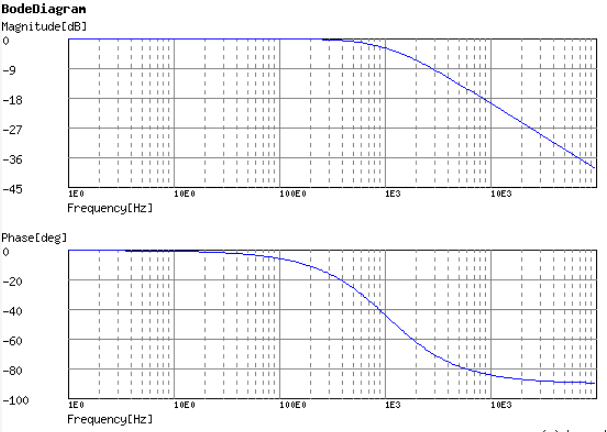 BodeDiagram
Magnitude[dB]
0
-9
-18
-27
-36
-45
1E0 10E0 100E0 1E3 10E3
Frequency[Hz]
Phase[deg]
0
-20
-40
-60
-80
-100
1E0 10E0 100E0 1E3 10E3
Frequency[Hz]